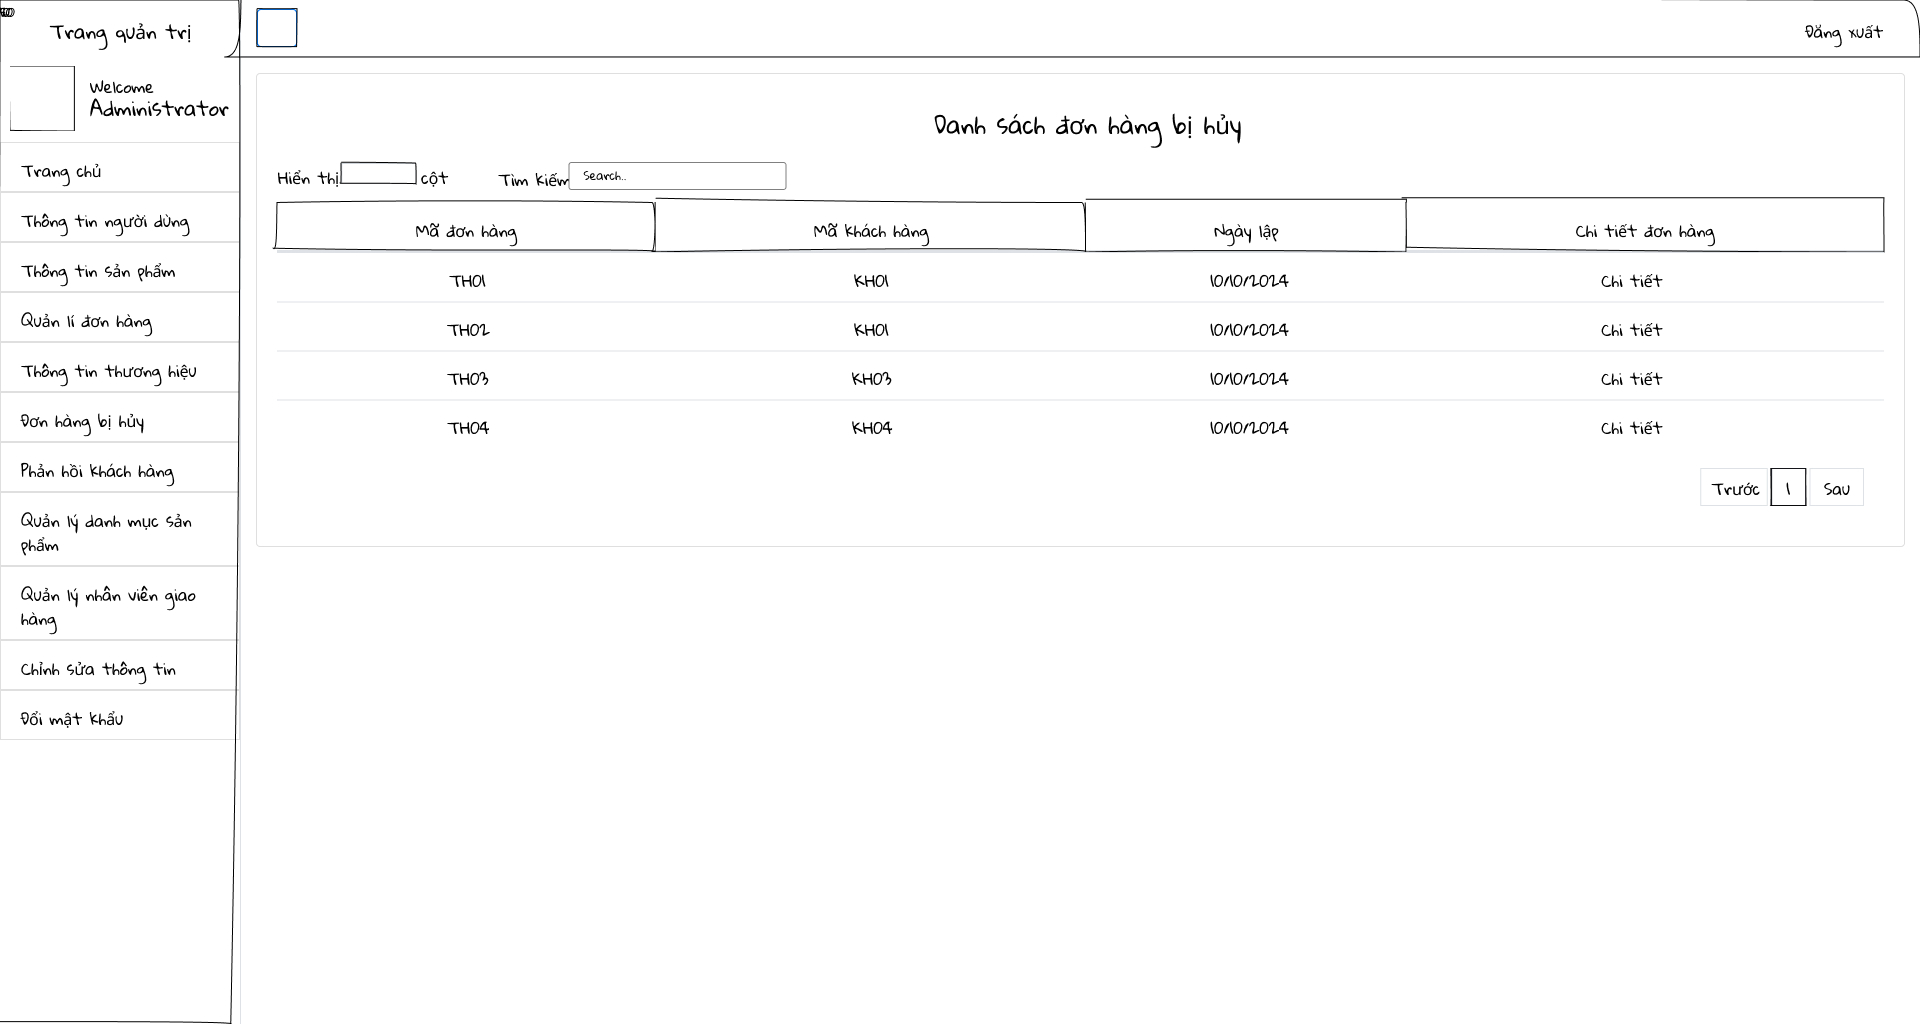 Trang quản trị
Đăng xuất
Welcome
Administrator
Trang chủ
Thông tin người dùng
Thông tin sản phẩm
Quản lí đơn hàng
Thông tin thương hiệu
Đơn hàng bị hủy
Phản hồi khách hàng
Quản lý danh mục sản
phẩm
Quản lý nhân viên giao
hàng
Chỉnh sửa thông tin
Đổi mật khẩu
Danh sách đơn hàng bị hủy
Hiển thị cột Tìm kiếm Search..
Mã đơn hàng Mã khách hàng Ngày lập Chi tiết đơn hàng
TH01 KH01 10/10/2024 Chi tiết
TH02 KH01 10/10/2024 Chi tiết
TH03 KH03 10/10/2024 Chi tiết
TH04 KH04 10/10/2024 Chi tiết
Trước 1 Sau